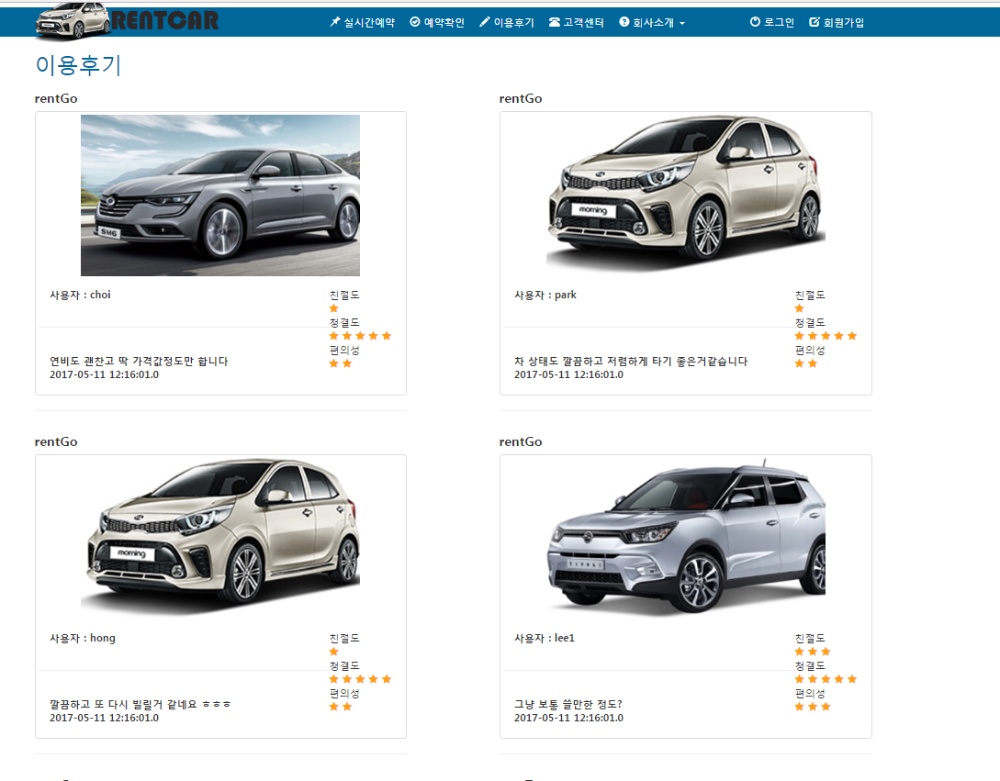 RENTCAR
실시간예약 예약확인 이용후기 고객센터 회사소개 로그인 회원가입
이용후기
rentGo
SM6
사용자 : choi
친절도
청결도
편의성
연비도 괜찬고 딱 가격값정도만 합니다
2017-05-11 12:16:01.0
rentGo
morning
사용자 : park
친절도
청결도
편의성
차 상태도 깔끔하고 저렴하게 타기 좋은거같습니다
2017-05-11 12:16:01.0
rentGo
morning
사용자 : hong
친절도
청결도
편의성
깔끔하고 또 다시 빌릴거 같네요 ㅎㅎㅎ
2017-05-11 12:16:01.0
rentGo
TIVOLI
사용자 : lee1
친절도
청결도
편의성
그냥 보통 쓸만한 정도?
2017-05-11 12:16:01.0